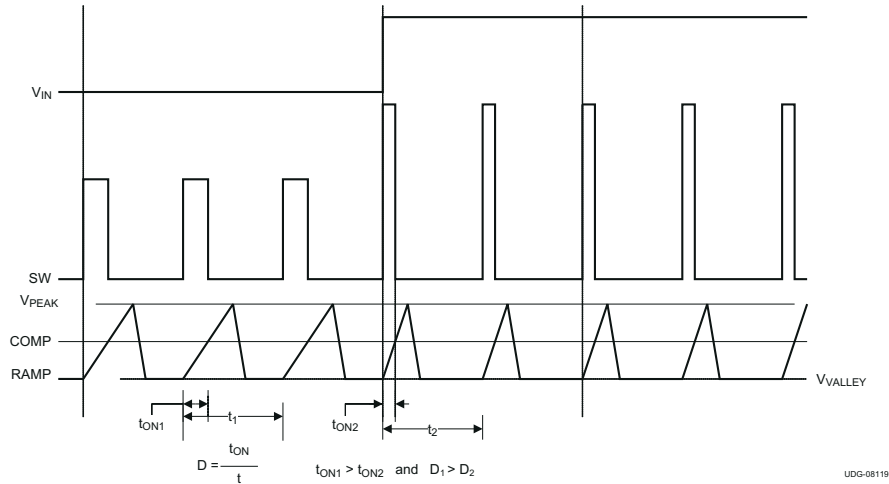 V_IN
SW
V_PEAK
COMP
RAMP
V_VALLEY
t_ON1
t_1
t_ON2
t_2
D = t_ON / t
t_ON1 > t_ON2 and D_1 > D_2
UDG-08119